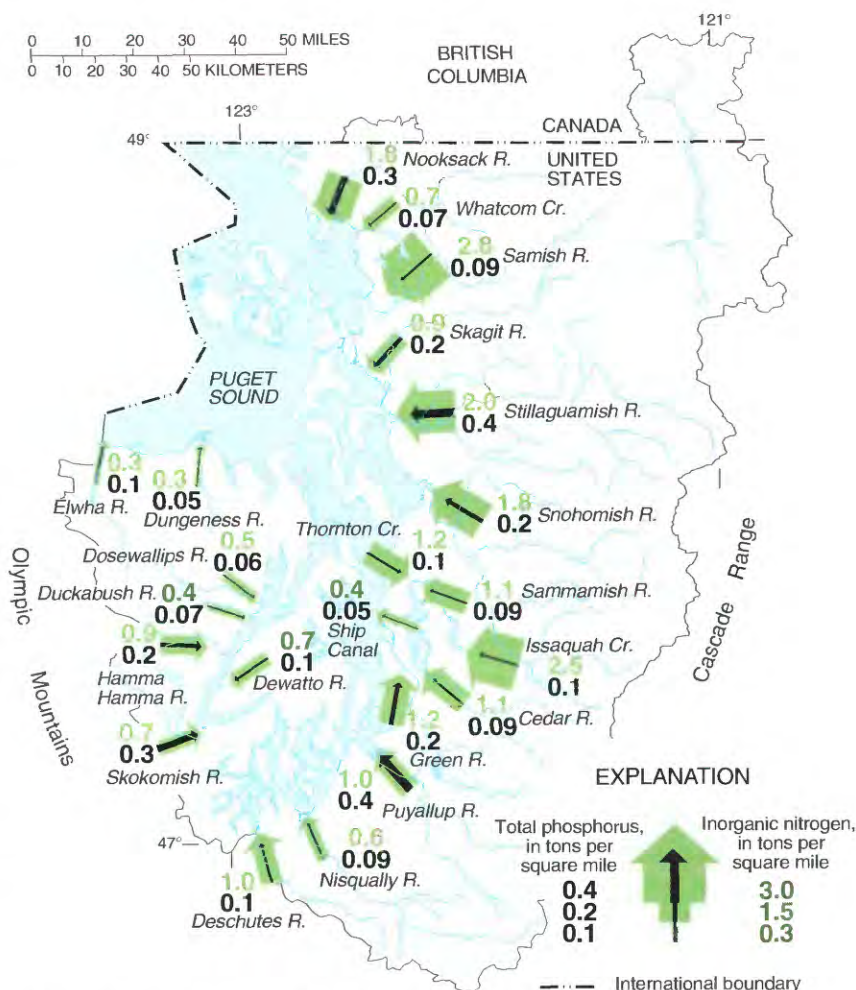 0 10 20 30 40 50 MILES
0 10 20 30 40 50 KILOMETERS
BRITISH
COLUMBIA
121°
123°
49°
CANADA
UNITED
STATES
1.8
0.3
Nooksack R.
0.7
0.07
Whatcom Cr.
2.8
0.09
Samish R.
0.9
0.2
Skagit R.
PUGET
SOUND
2.0
0.4
Stillaguamish R.
0.3
0.1
Elwha R.
0.3
0.05
Dungeness R.
1.8
0.2
Snohomish R.
Thornton Cr.
1.2
0.1
Dosewallips R.
0.5
0.06
Duckabush R.
0.4
0.07
0.4
0.05
Ship
Canal
1.1
0.09
Sammamish R.
Olympic
Mountains
Cascade Range
0.9
0.2
Hamma
Hamma R.
0.7
0.1
Dewatto R.
Issaquah Cr.
2.5
0.1
1.1
0.09
Cedar R.
1.2
0.2
Green R.
0.7
0.3
Skokomish R.
1.0
0.4
Puyallup R.
47°
0.6
0.09
Nisqually R.
1.0
0.1
Deschutes R.
EXPLANATION
Total phosphorus,
in tons per
square mile
0.4
0.2
0.1
Inorganic nitrogen,
in tons per
square mile
3.0
1.5
0.3
International boundary